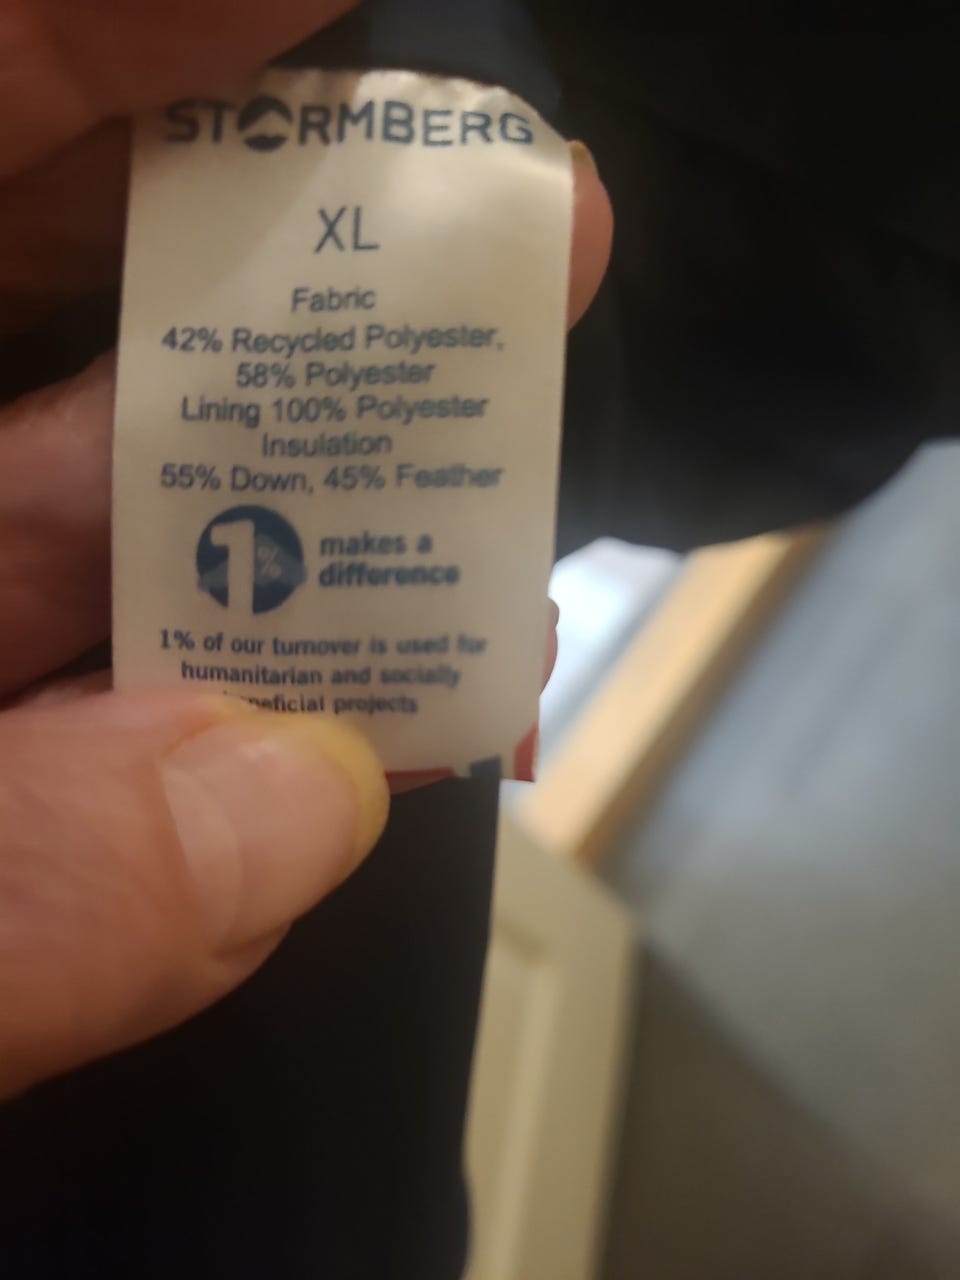 STORMBERG
XL
Fabric
42% Recycled Polyester,
58% Polyester
Lining 100% Polyester
Insulation
55% Down, 45% Feather
1%
makes a
difference
1% of our turnover is used for
humanitarian and socially
projects